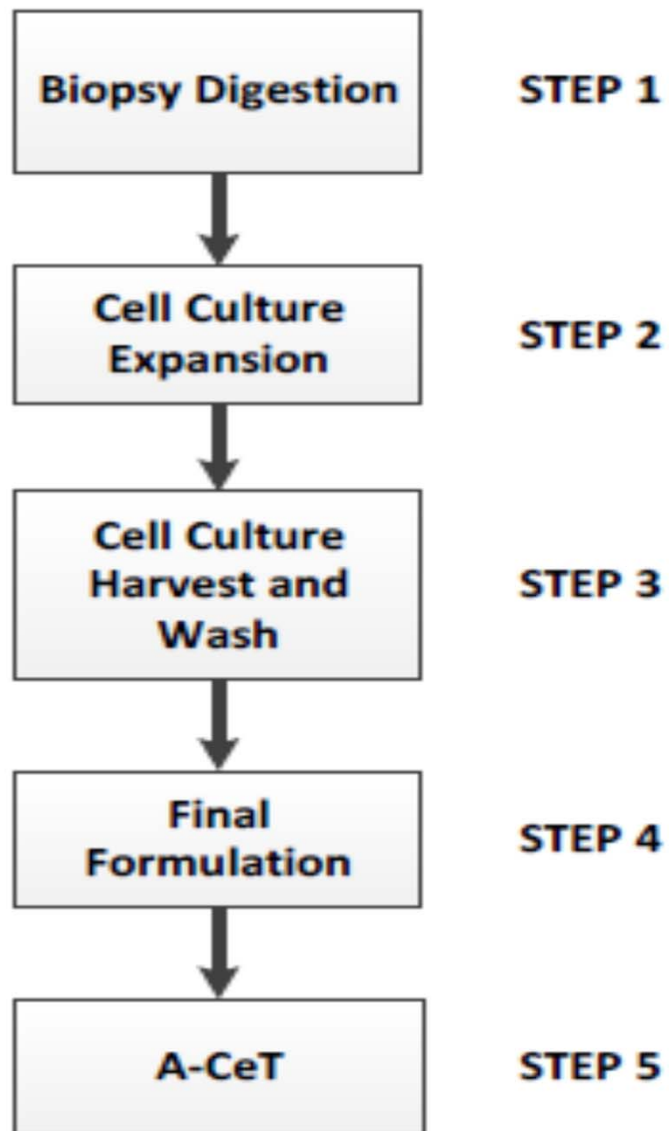 Biopsy Digestion
STEP 1
Cell Culture
Expansion
STEP 2
Cell Culture
Harvest and
Wash
STEP 3
Final
Formulation
STEP 4
A-CeT
STEP 5